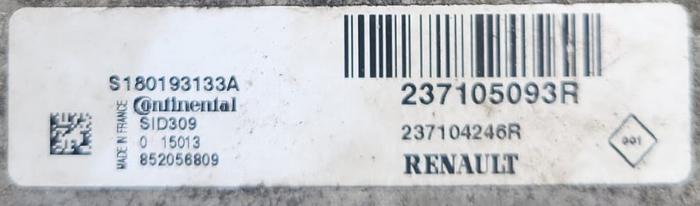 S180193133A
Continental
SID309
0 15013
852056809
MADE IN FRANCE
237105093R
237104246R
RENAULT
001